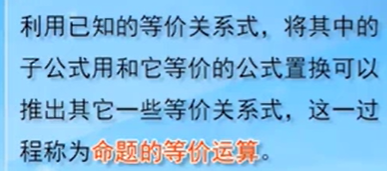 利用已知的等价关系式，将其中的
子公式用和它等价的公式置换可以
推出其它一些等价关系式，这一过
程称为命题的等价运算。